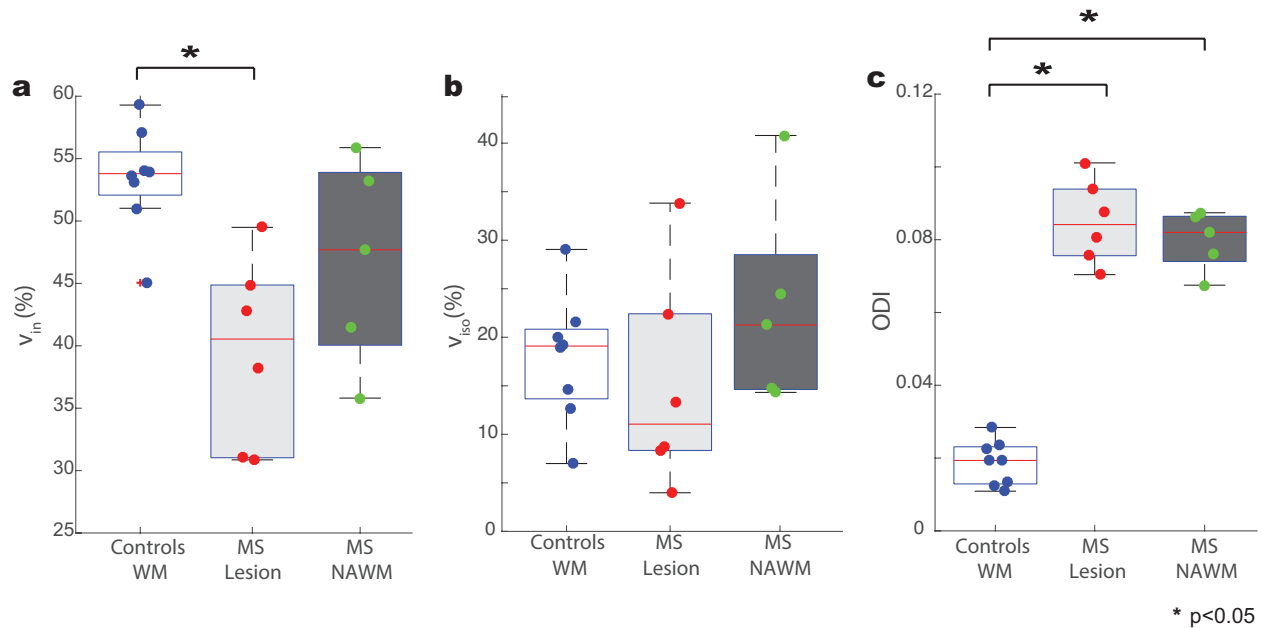 *
a
60
55
50
45
40
35
30
25
v_in(%)
Controls
WM
MS
Lesion
MS
NAWM
b
40
30
20
10
0
v_iso(%)
Controls
WM
MS
Lesion
MS
NAWM
*
*
c
0.12
0.08
0.04
0
ODI
Controls
WM
MS
Lesion
MS
NAWM
* p<0.05